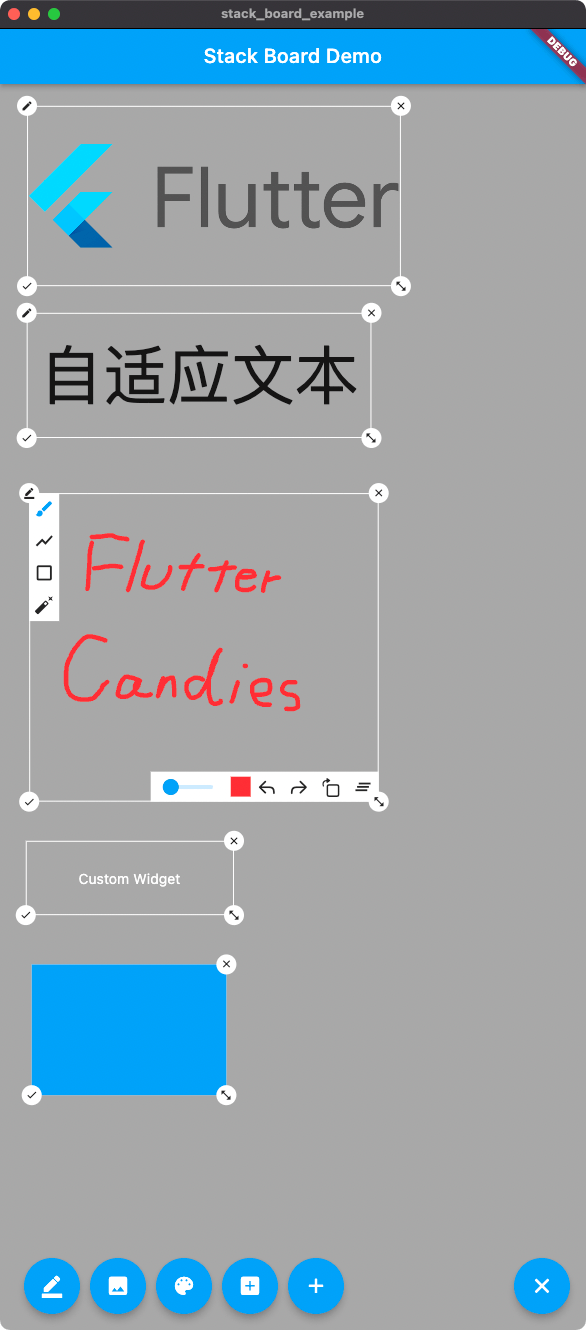 stack_board_example
Stack Board Demo
DEBUG
Flutter
自适应文本
Flutter
Candies
Custom Widget